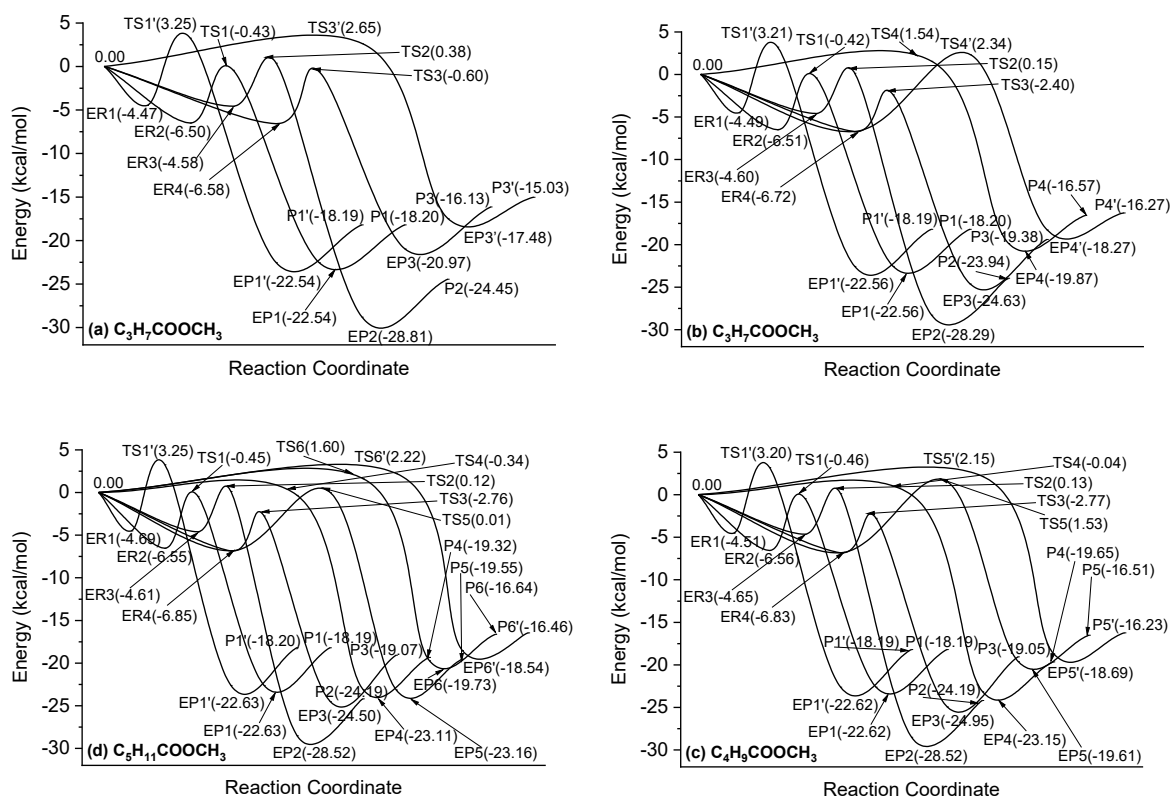 TS1'(3.25)
TS1(-0.43)
TS3'(2.65)
TS2(0.38)
TS3(-0.60)
0.00
ER1(-4.47)
ER2(-6.50)
ER3(-4.58)
ER4(-6.58)
P1'(-18.19)
P1(-18.20)
P3(-16.13)
P3'(-15.03)
EP3'(-17.48)
EP3(-20.97)
EP1'(-22.54)
P2(-24.45)
EP1(-22.54)
EP2(-28.81)
(a) C₃H₇COOCH₃
5
0
-5
-10
-15
-20
-25
-30
Energy (kcal/mol)
Reaction Coordinate
TS1'(3.21)
TS1(-0.42)
TS4(1.54)
TS4'(2.34)
TS2(0.15)
TS3(-2.40)
0.00
ER1(-4.49)
ER2(-6.51)
ER3(-4.60)
ER4(-6.72)
P4(-16.57)
P4'(-16.27)
P1'(-18.19)
P1(-18.20)
P3(-19.38)
EP4'(-18.27)
P2(-23.94)
EP4(-19.87)
EP1'(-22.56)
EP3(-24.63)
EP1(-22.56)
EP2(-28.29)
(b) C₃H₇COOCH₃
5
0
-5
-10
-15
-20
-25
-30
Energy (kcal/mol)
Reaction Coordinate
TS1'(3.25)
TS1(-0.45)
TS6(1.60)
TS6'(2.22)
TS4(-0.34)
TS2(0.12)
TS3(-2.76)
TS5(0.01)
0.00
ER1(-4.69)
ER2(-6.55)
ER3(-4.61)
ER4(-6.85)
P4(-19.32)
P5(-19.55)
P6(-16.64)
P6'(-16.46)
P1'(-18.20)
P1(-18.19)
P3(-19.07)
EP6'(-18.54)
EP6(-19.73)
P2(-24.19)
EP1'(-22.63)
EP3(-24.50)
EP1(-22.63)
EP4(-23.11)
EP2(-28.52)
EP5(-23.16)
(d) C₅H₁₁COOCH₃
5
0
-5
-10
-15
-20
-25
-30
Energy (kcal/mol)
Reaction Coordinate
TS1'(3.20)
TS1(-0.46)
TS5'(2.15)
TS4(-0.04)
TS2(0.13)
TS3(-2.77)
TS5(1.53)
0.00
ER1(-4.51)
ER2(-6.56)
ER3(-4.65)
ER4(-6.83)
P4(-19.65)
P5(-16.51)
P5'(-16.23)
P1'(-18.19)
P1(-18.19)
P3(-19.05)
EP5'(-18.69)
P2(-24.19)
EP1'(-22.62)
EP3(-24.95)
EP1(-22.62)
EP4(-23.15)
EP2(-28.52)
EP5(-19.61)
(c) C₄H₉COOCH₃
5
0
-5
-10
-15
-20
-25
-30
Energy (kcal/mol)
Reaction Coordinate